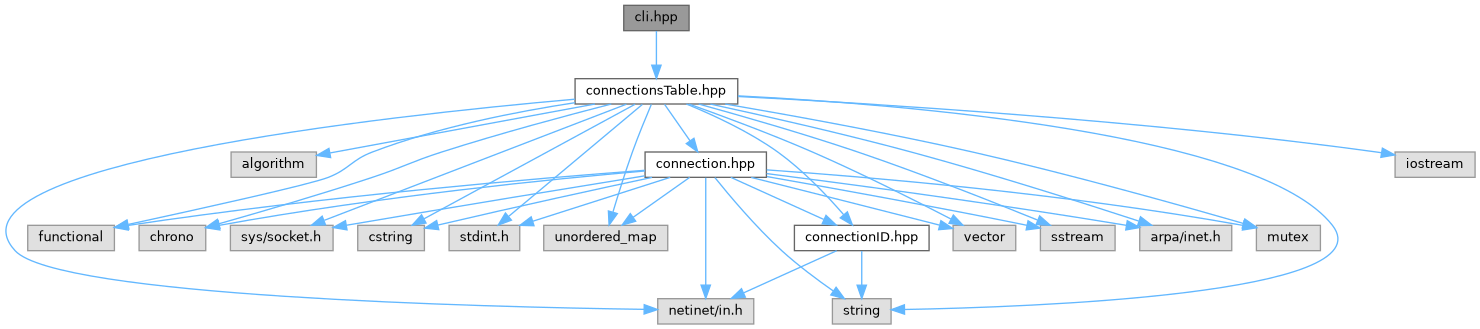 cli.hpp
connectionsTable.hpp
algorithm
connection.hpp
iostream
functional
chrono
sys/socket.h
cstring
stdint.h
unordered_map
connectionID.hpp
vector
sstream
arpa/inet.h
mutex
netinet/in.h
string